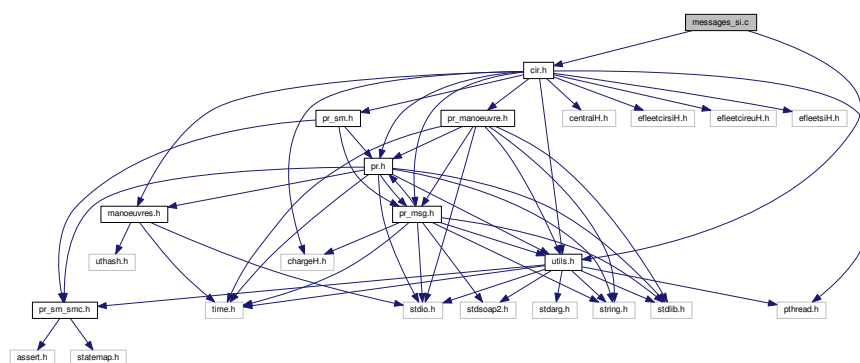 messages_si.c
cir.h
pr_sm.h
pr_manoeuvre.h
centralH.h
efleetcirsiH.h
efleetcireuH.h
efleetsiH.h
pr.h
manoeuvres.h
pr_msg.h
uthash.h
chargeH.h
utils.h
pr_sm_smc.h
time.h
stdio.h
stdsoap2.h
stdarg.h
string.h
stdlib.h
pthread.h
assert.h
statemap.h